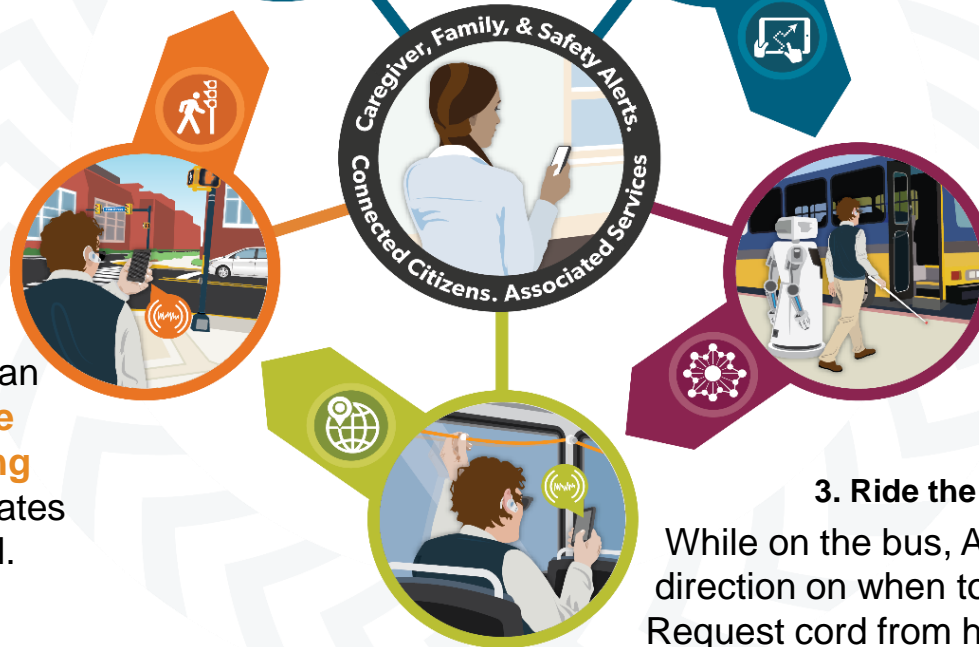 Caregiver, Family, & Safety Alerts.
Connected Citizens. Associated Services
an
e
ng
ates
l.
3. Ride the
While on the bus, A
direction on when to
Request cord from h